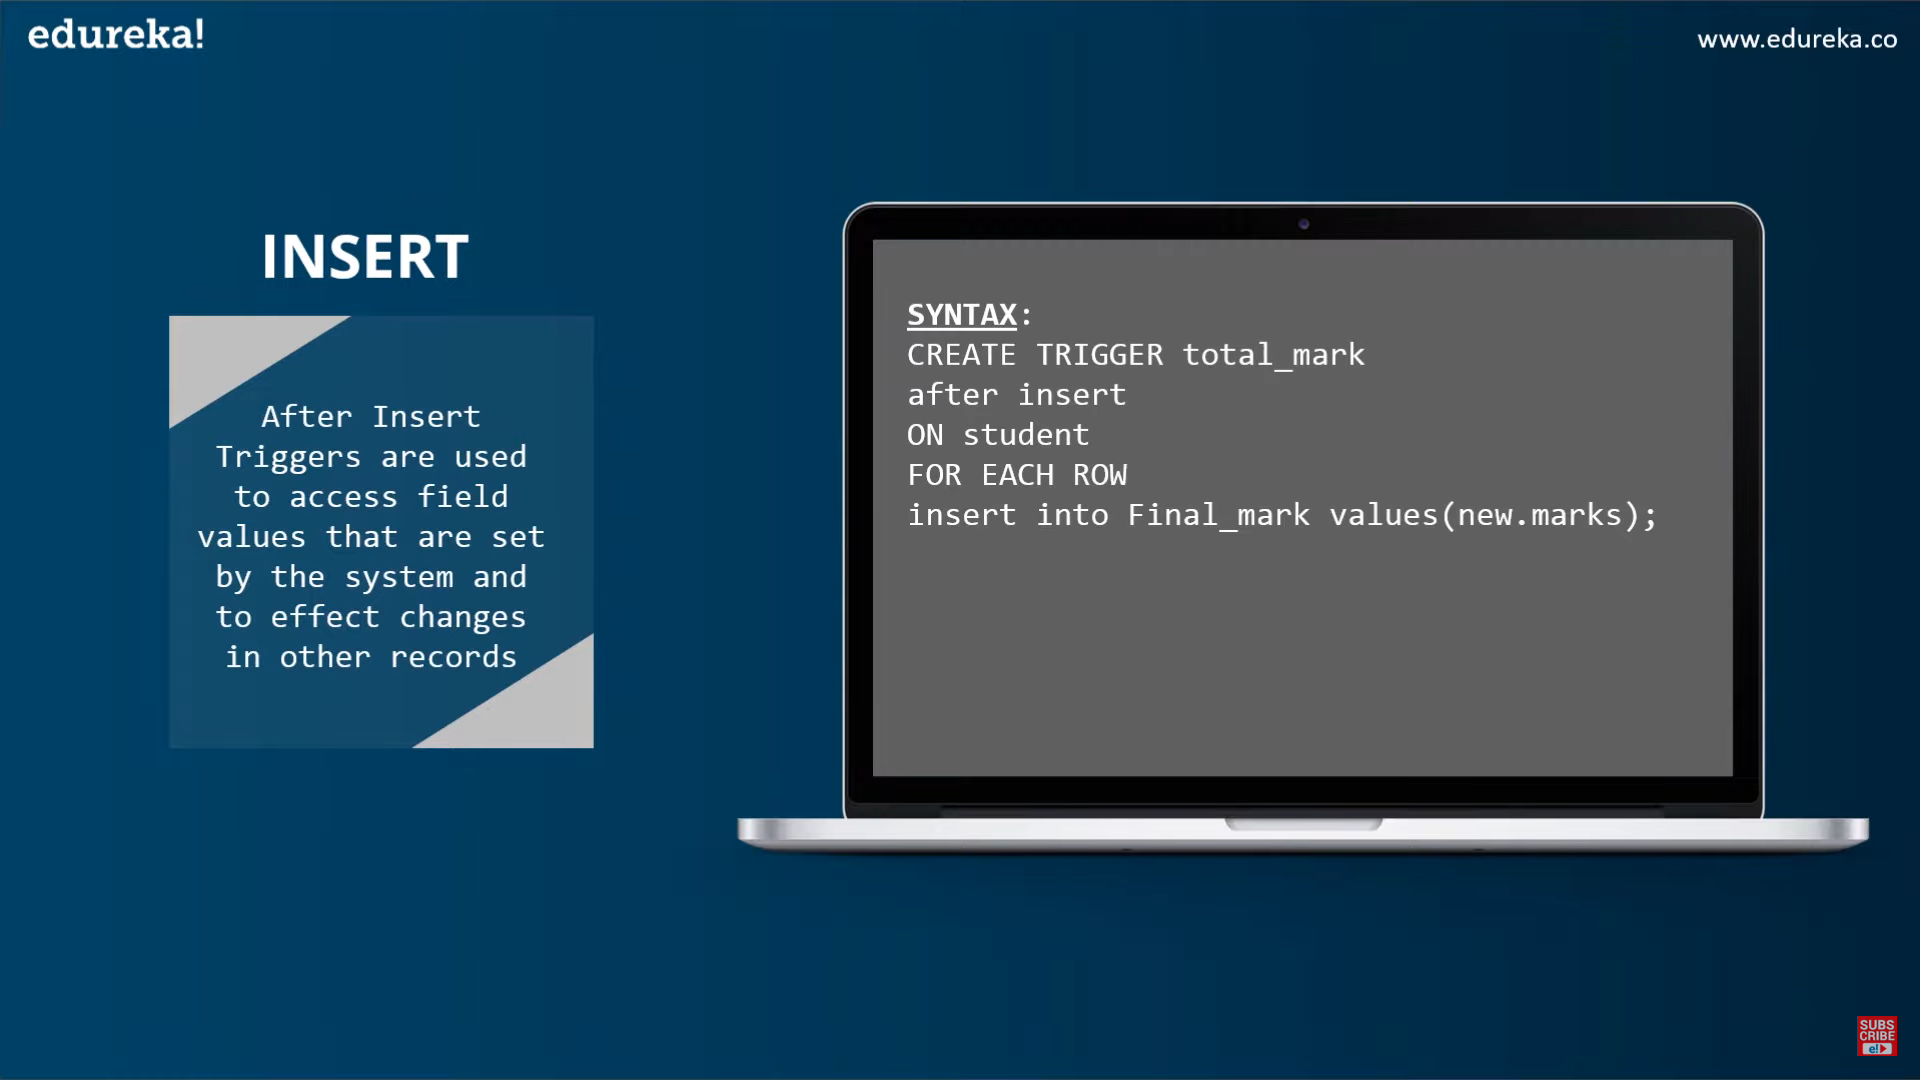 edureka!
www.edureka.co
INSERT
After Insert
Triggers are used
to access field
values that are set
by the system and
to effect changes
in other records
SYNTAX:
CREATE TRIGGER total_mark
after insert
ON student
FOR EACH ROW
insert into Final_mark values(new.marks);
SUBS
CRIBE
e!